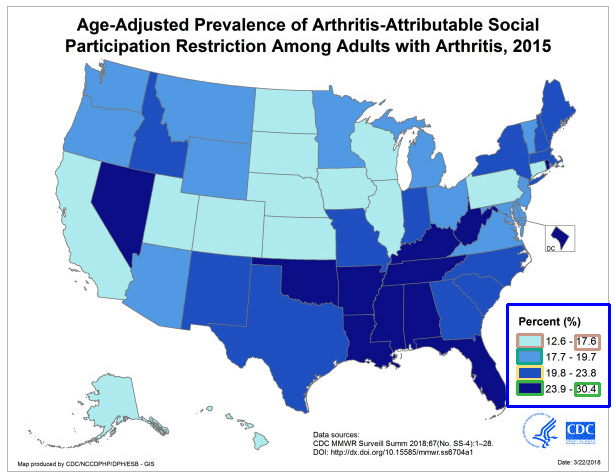 Age-Adjusted Prevalence of Arthritis-Attributable Social
Participation Restriction Among Adults with Arthritis, 2015
DC
Percent (%)
12.6 - 17.6
17.7 - 19.7
19.8 - 23.8
23.9 - 30.4
Data sources:
CDC MMWR Surveill Summ 2018;67(No. SS-4):1–28.
DOI: http://dx.doi.org/10.15585/mmwr.ss6704a1
CDC
Map produced by CDC/NCCDPHP/DPH/ESB - GIS
Date: 3/22/2018